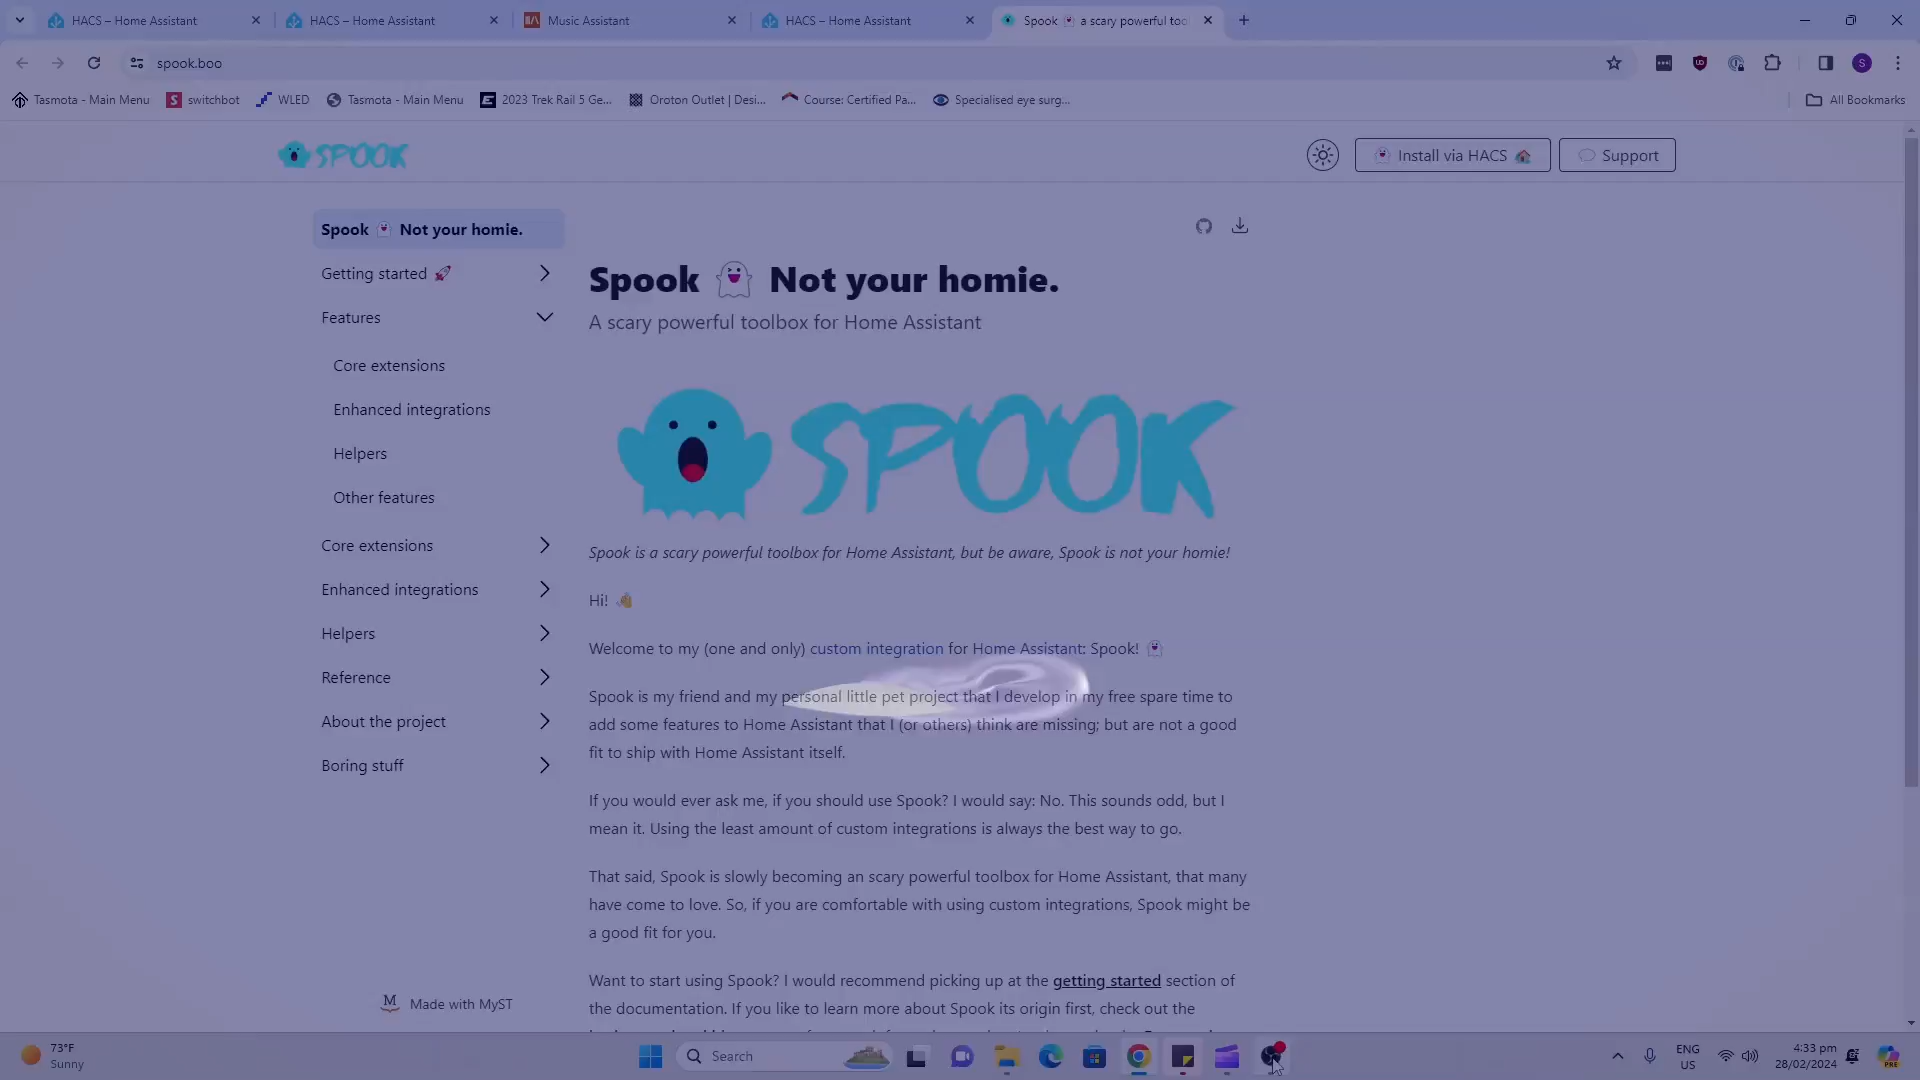 HACS – Home Assistant
HACS – Home Assistant
Music Assistant
HACS – Home Assistant
Spook 👻 a scary powerful too
spook.boo
S
Tasmota - Main Menu
switchbot
WLED
Tasmota - Main Menu
2023 Trek Rail 5 Ge...
Oroton Outlet | Desi...
Course: Certified Pa...
Specialised eye surg...
All Bookmarks
SPOOK
Install via HACS
Support
Spook 👻 Not your homie.
Getting started 🚀
Features
Core extensions
Enhanced integrations
Helpers
Other features
Core extensions
Enhanced integrations
Helpers
Reference
About the project
Boring stuff
Made with MyST
Spook 👻 Not your homie.
A scary powerful toolbox for Home Assistant
SPOOK
Spook is a scary powerful toolbox for Home Assistant, but be aware, Spook is not your homie!
Hi! 👋
Welcome to my (one and only) custom integration for Home Assistant: Spook! 👻
Spook is my friend and my personal little pet project that I develop in my free spare time to
add some features to Home Assistant that I (or others) think are missing; but are not a good
fit to ship with Home Assistant itself.
If you would ever ask me, if you should use Spook? I would say: No. This sounds odd, but I
mean it. Using the least amount of custom integrations is always the best way to go.
That said, Spook is slowly becoming an scary powerful toolbox for Home Assistant, that many
have come to love. So, if you are comfortable with using custom integrations, Spook might be
a good fit for you.
Want to start using Spook? I would recommend picking up at the getting started section of
the documentation. If you like to learn more about Spook its origin first, check out the
73°F
Sunny
Search
ENG
US
4:33 pm
28/02/2024
PRE